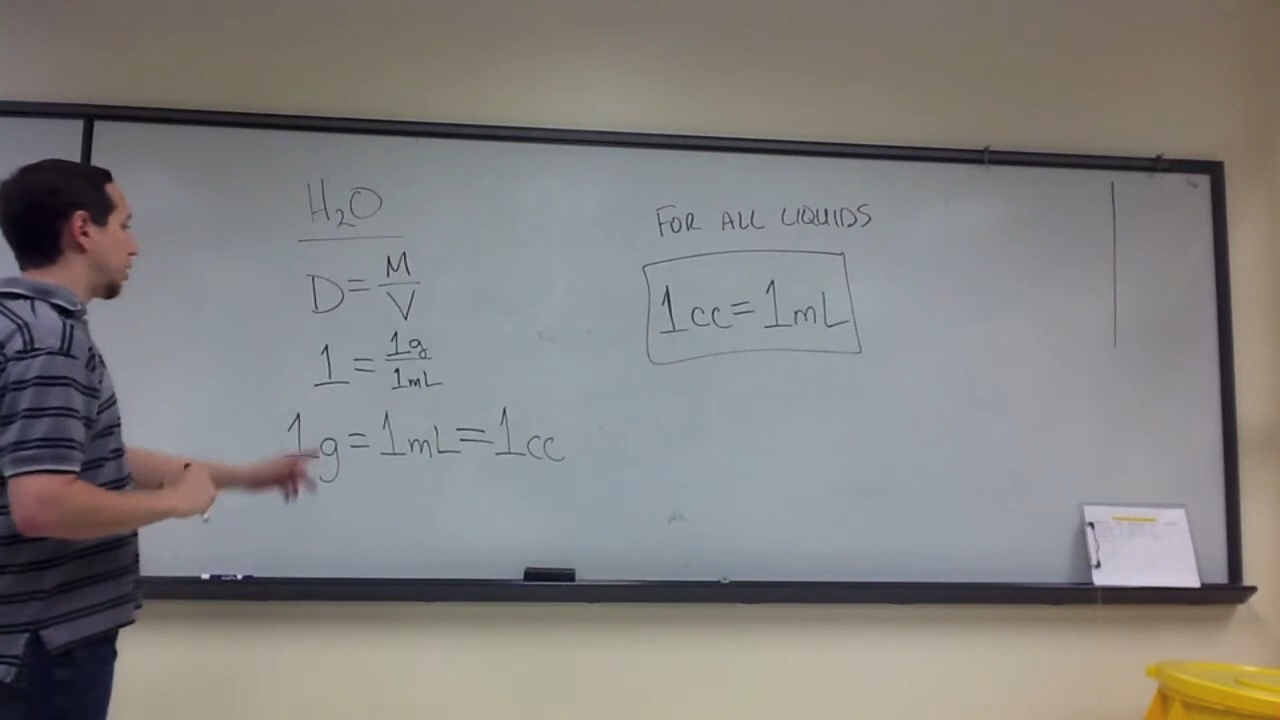 H₂O
D = M/V
1 = 1g/1mL
1g = 1mL = 1cc
FOR ALL LIQUIDS
1cc = 1mL